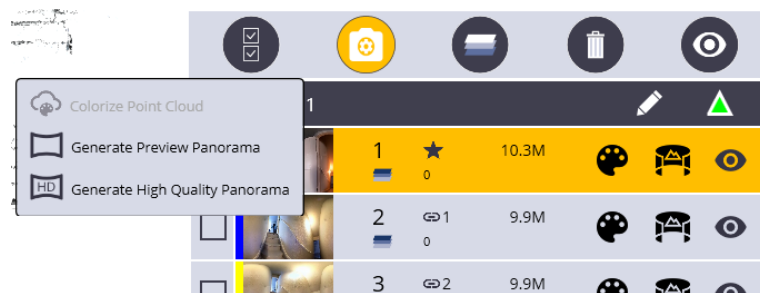 Colorize Point Cloud
1
Generate Preview Panorama
HD Generate High Quality Panorama
1
10.3M
0
2
1
9.9M
0
3
2
9.9M